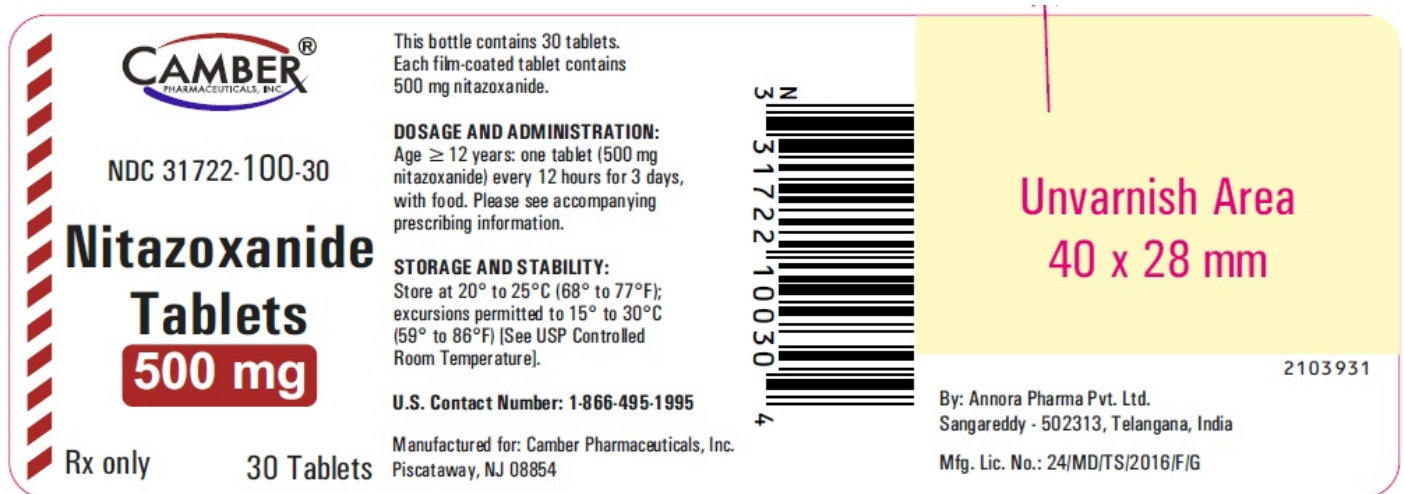 CAMBER®
PHARMACEUTICALS, INC.
NDC 31722-100-30
Nitazoxanide
Tablets
500 mg
Rx only 30 Tablets
This bottle contains 30 tablets.
Each film-coated tablet contains
500 mg nitazoxanide.
DOSAGE AND ADMINISTRATION:
Age ≥ 12 years: one tablet (500 mg
nitazoxanide) every 12 hours for 3 days,
with food. Please see accompanying
prescribing information.
STORAGE AND STABILITY:
Store at 20° to 25°C (68° to 77°F);
excursions permitted to 15° to 30°C
(59° to 86°F) [See USP Controlled
Room Temperature].
U.S. Contact Number: 1-866-495-1995
Manufactured for: Camber Pharmaceuticals, Inc.
Piscataway, NJ 08854
N
3 31722 10030 4
Unvarnish Area
40 x 28 mm
2103931
By: Annora Pharma Pvt. Ltd.
Sangareddy - 502313, Telangana, India
Mfg. Lic. No.: 24/MD/TS/2016/F/G